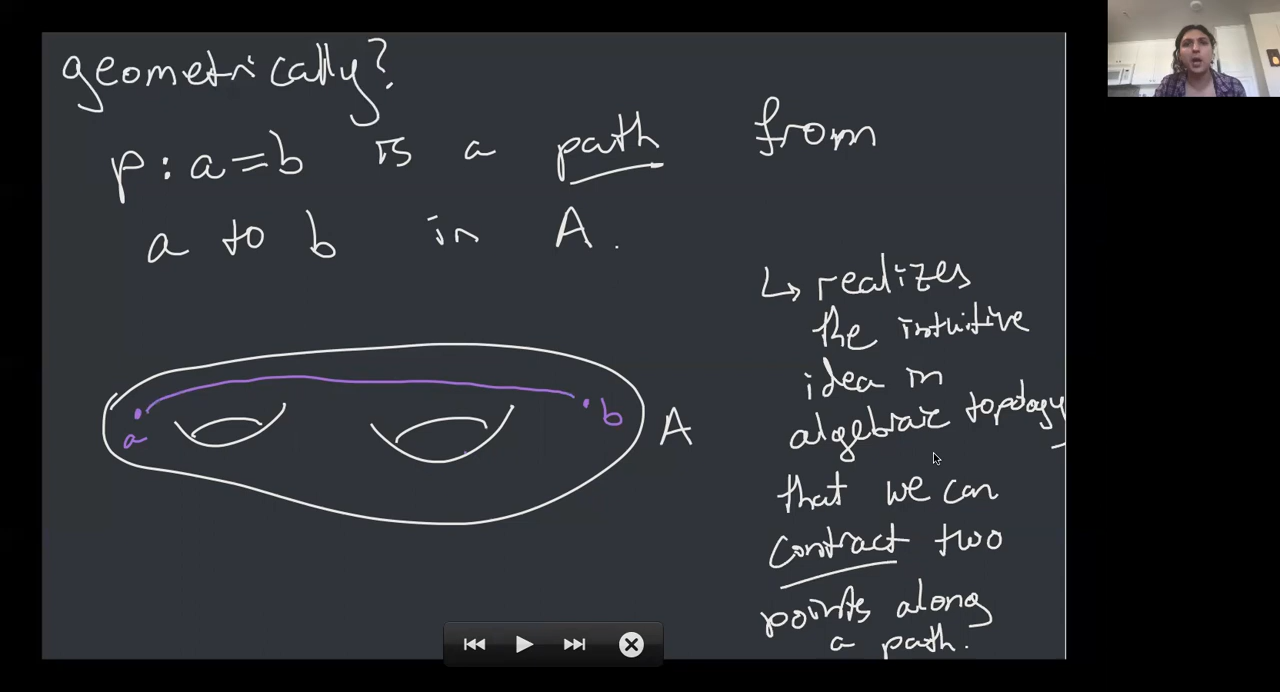 geometrically?
p : a = b is a path from
a to b in A.
↳ realizes
the intuitive
idea in
algebraic topology
that we can
contract two
points along
a path.
a
b
A